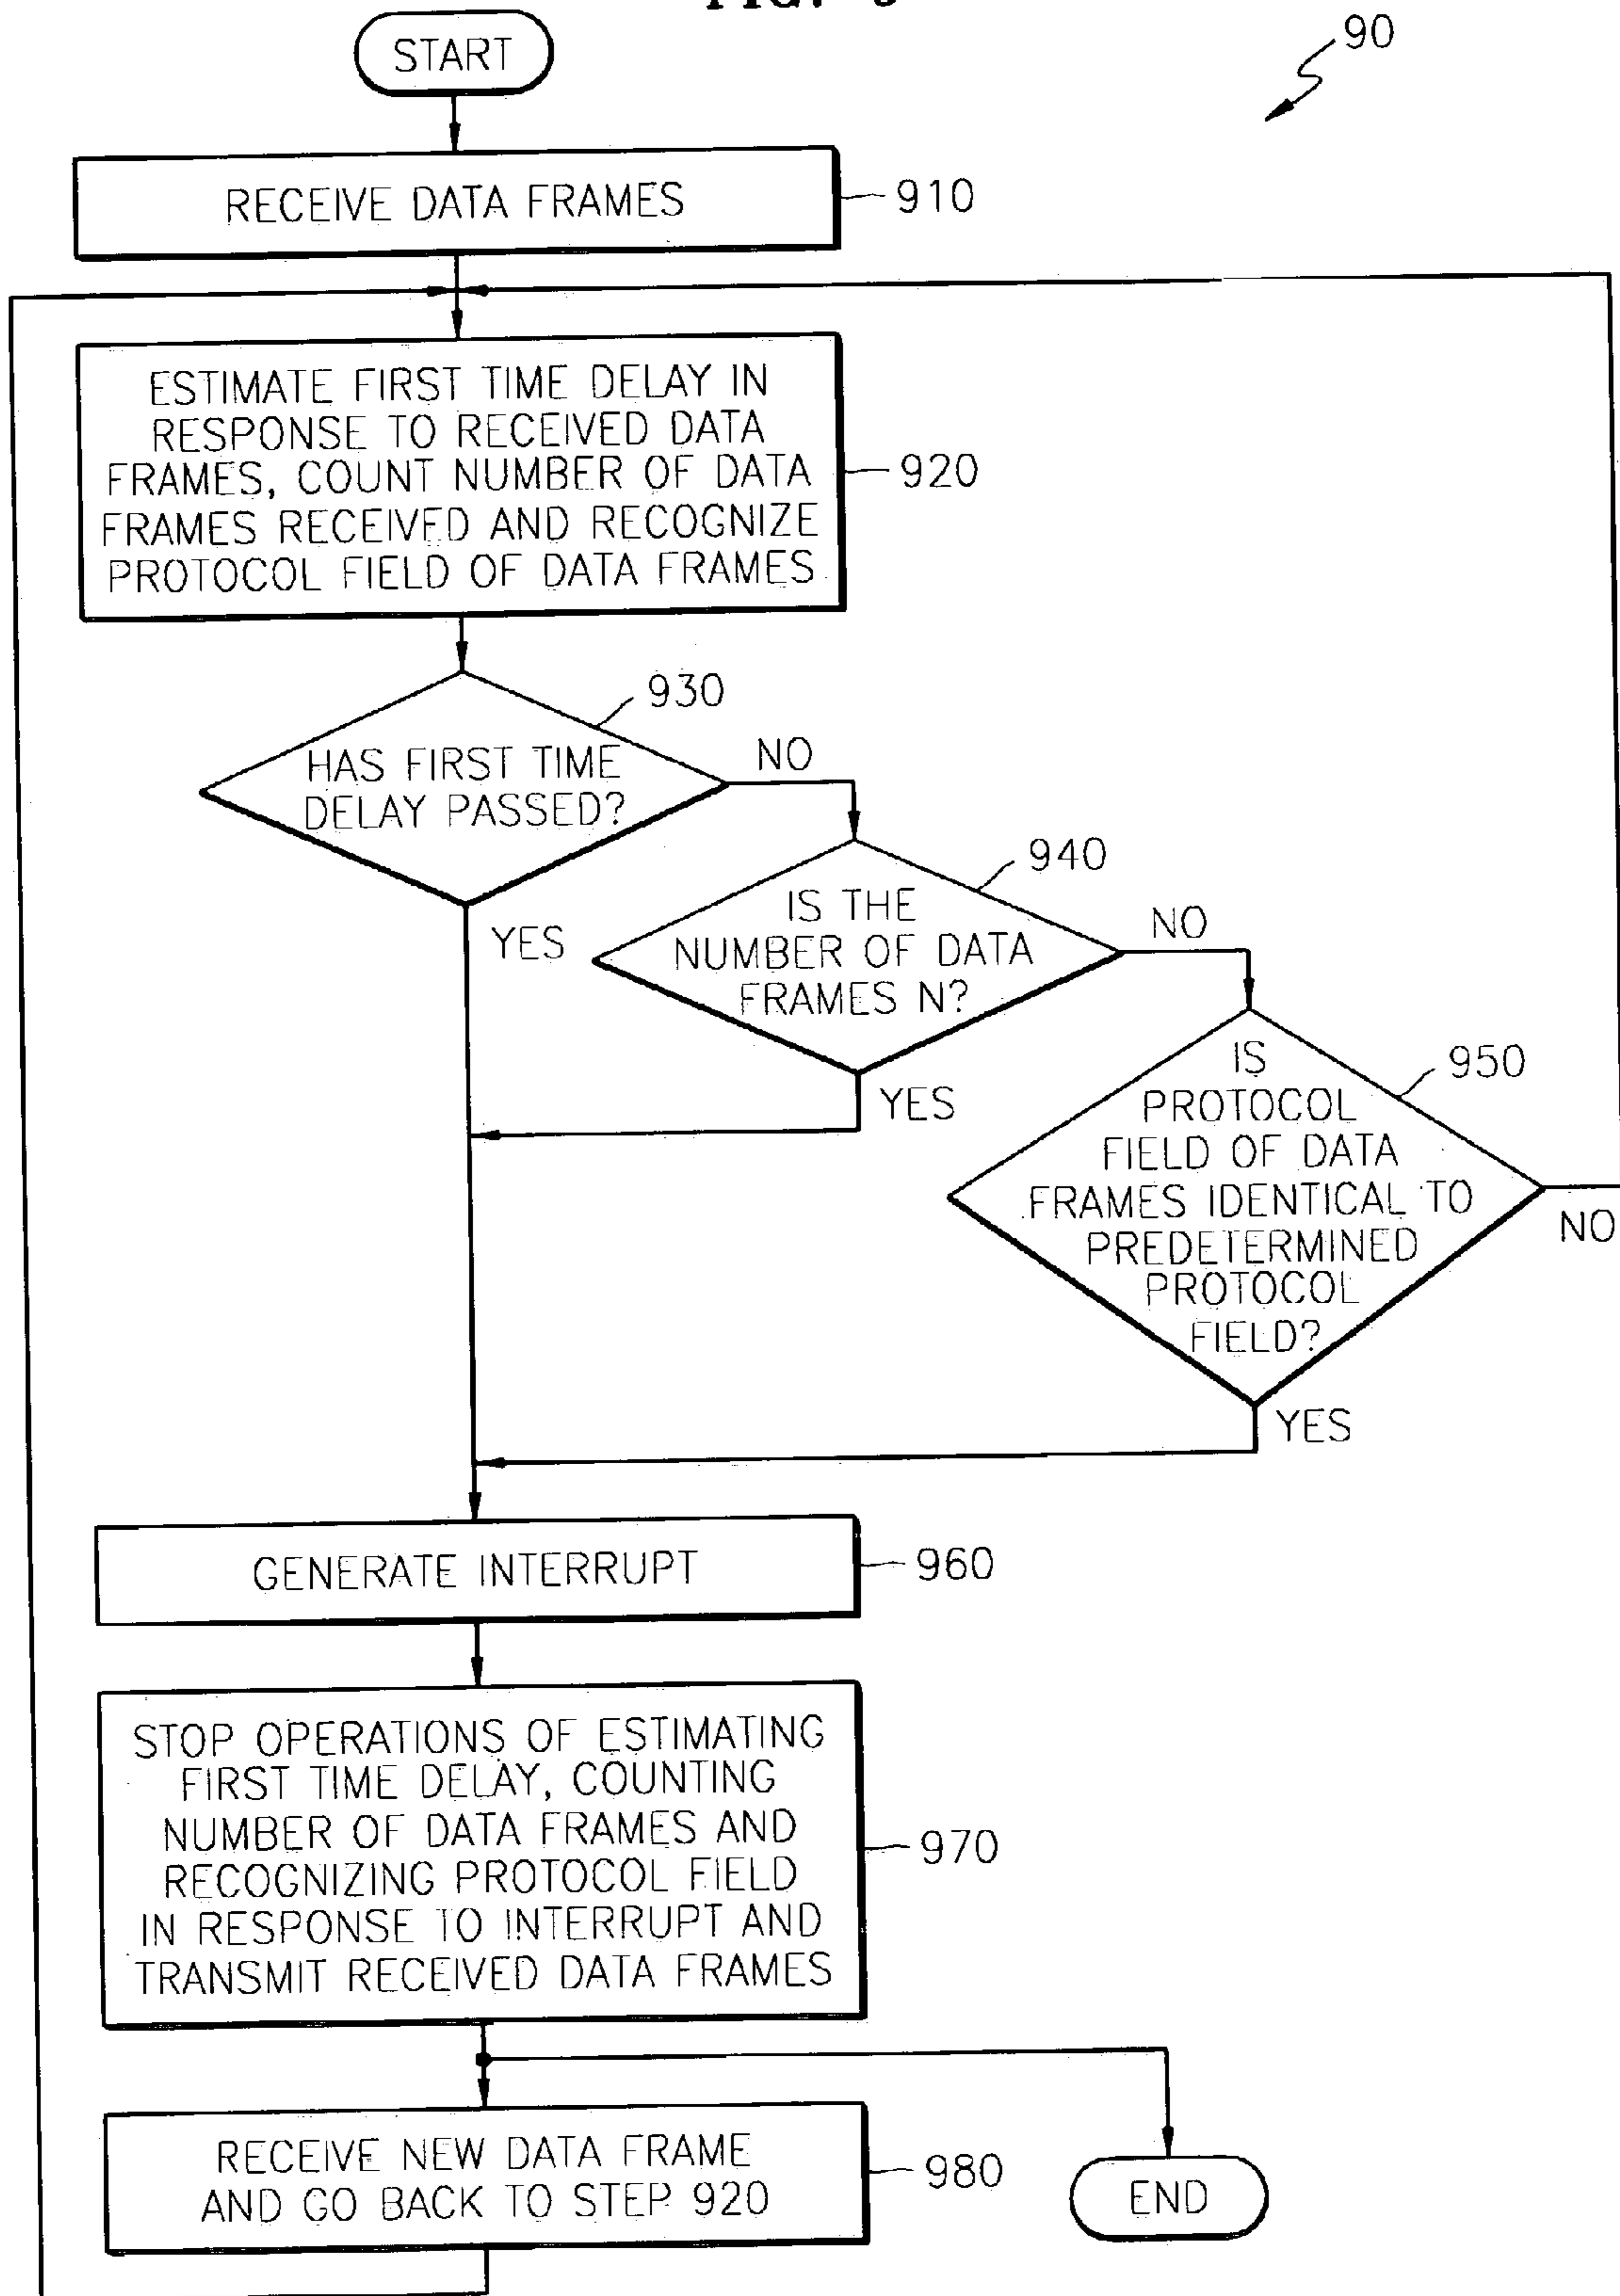 START
90
RECEIVE DATA FRAMES
910
ESTIMATE FIRST TIME DELAY IN
RESPONSE TO RECEIVED DATA
FRAMES, COUNT NUMBER OF DATA
FRAMES RECEIVED AND RECOGNIZE
PROTOCOL FIELD OF DATA FRAMES
920
930
HAS FIRST TIME
DELAY PASSED?
NO
YES
940
IS THE
NUMBER OF DATA
FRAMES N?
NO
YES
950
IS
PROTOCOL
FIELD OF DATA
FRAMES IDENTICAL TO
PREDETERMINED
PROTOCOL
FIELD?
NO
YES
GENERATE INTERRUPT
960
STOP OPERATIONS OF ESTIMATING
FIRST TIME DELAY, COUNTING
NUMBER OF DATA FRAMES AND
RECOGNIZING PROTOCOL FIELD
IN RESPONSE TO INTERRUPT AND
TRANSMIT RECEIVED DATA FRAMES
970
RECEIVE NEW DATA FRAME
AND GO BACK TO STEP 920
980
END